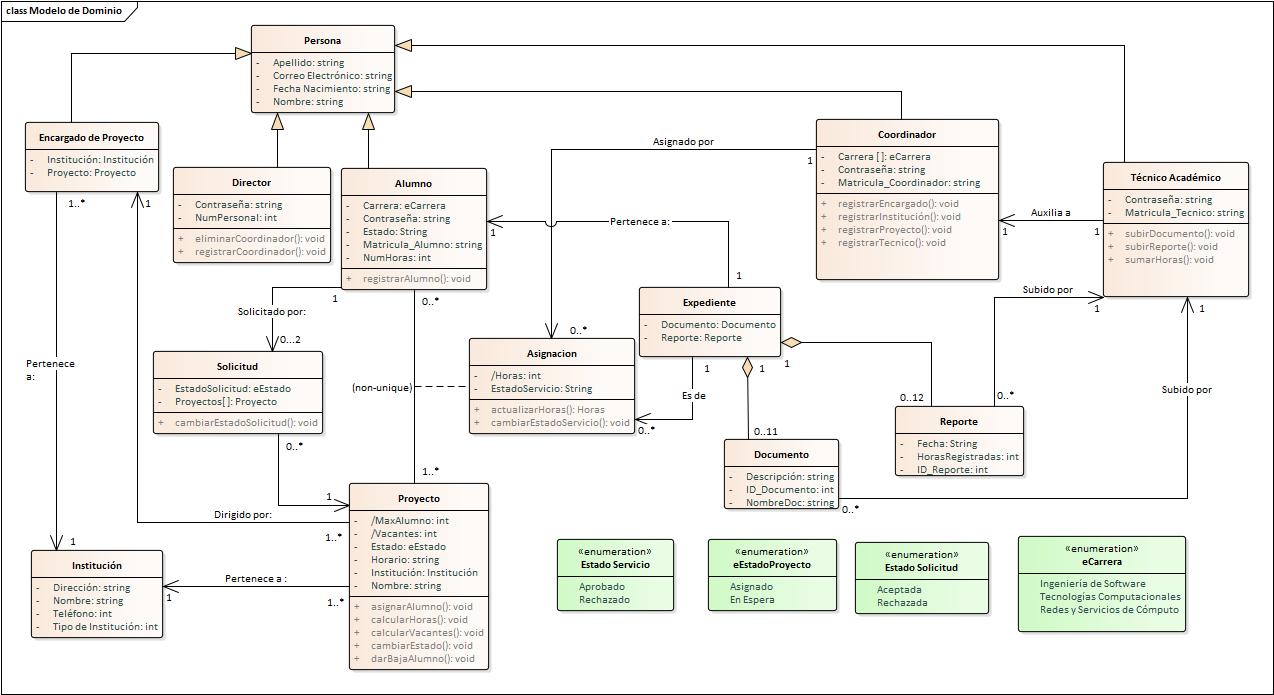 class Modelo de Dominio
Persona
- Apellido: string
- Correo Electrónico: string
- Fecha Nacimiento: string
- Nombre: string
Encargado de Proyecto
- Institución: Institución
- Proyecto: Proyecto
Director
- Contraseña: string
- NumPersonal: int
+ eliminarCoordinador(): void
+ registrarCoordinador(): void
Alumno
- Carrera: eCarrera
- Contraseña: string
- Estado: String
- Matricula_Alumno: string
- NumHoras: int
+ registrarAlumno(): void
Coordinador
- Carrera []: eCarrera
- Contraseña: string
- Matricula_Coordinador: string
+ registrarEncargado(): void
+ registrarInstitución(): void
+ registrarProyecto(): void
+ registrarTecnico(): void
Técnico Académico
- Contraseña: string
- Matricula_Tecnico: string
+ subirDocumento(): void
+ subirReporte(): void
+ sumarHoras(): void
Asignado por
1
0..*
Auxilia a
1
1
Pertenece a:
1
1
1..*
1
Solicitado por:
1
0...2
0..*
1..*
(non-unique)
Expediente
- Documento: Documento
- Reporte: Reporte
Asignacion
- /Horas: int
- EstadoServicio: String
+ actualizarHoras(): Horas
+ cambiarEstadoServicio(): void
Es de
1
0..*
1
0..11
1
0..12
Subido por
1
0..*
Subido por
1
0..*
Solicitud
- EstadoSolicitud: eEstado
- Proyectos[]: Proyecto
+ cambiarEstadoSolicitud(): void
0..*
1
Reporte
- Fecha: String
- HorasRegistradas: int
- ID_Reporte: int
Documento
- Descripción: string
- ID_Documento: int
- NombreDoc: string
Pertenece
a:
1
Dirigido por:
1..*
Proyecto
- /MaxAlumno: int
- /Vacantes: int
- Estado: eEstado
- Horario: string
- Institución: Institución
- Nombre: string
+ asignarAlumno(): void
+ calcularHoras(): void
+ calcularVacantes(): void
+ cambiarEstado(): void
+ darBajaAlumno(): void
Institución
- Dirección: string
- Nombre: string
- Teléfono: int
- Tipo de Institución: int
Pertenece a :
1
1..*
«enumeration»
Estado Servicio
Aprobado
Rechazado
«enumeration»
eEstadoProyecto
Asignado
En Espera
«enumeration»
Estado Solicitud
Aceptada
Rechazada
«enumeration»
eCarrera
Ingeniería de Software
Tecnologías Computacionales
Redes y Servicios de Cómputo